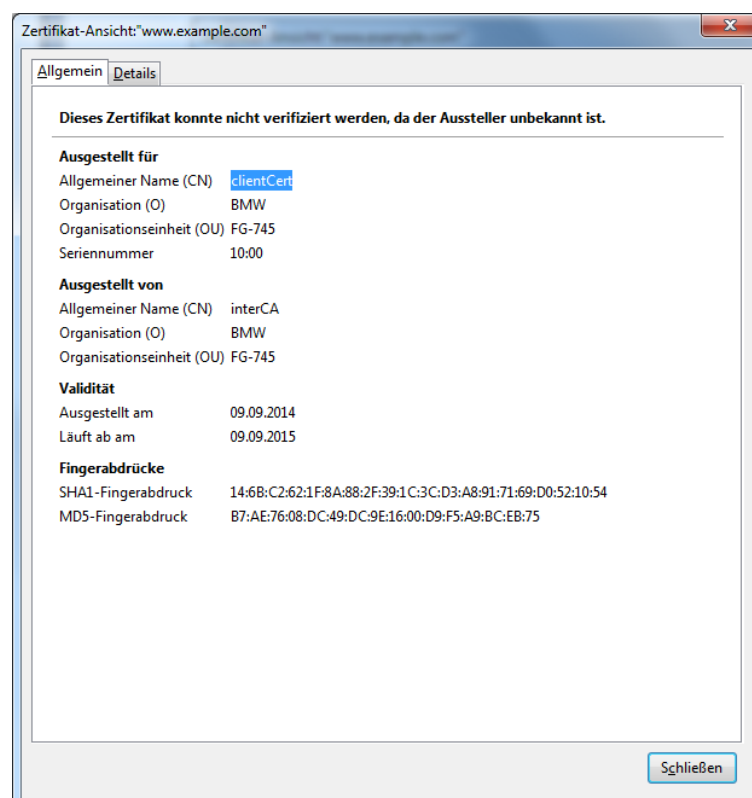 Zertifikat-Ansicht:"www.example.com"
Allgemein Details
Dieses Zertifikat konnte nicht verifiziert werden, da der Aussteller unbekannt ist.
Ausgestellt für
Allgemeiner Name (CN) clientCert
Organisation (O) BMW
Organisationseinheit (OU) FG-745
Seriennummer 10:00
Ausgestellt von
Allgemeiner Name (CN) interCA
Organisation (O) BMW
Organisationseinheit (OU) FG-745
Validität
Ausgestellt am 09.09.2014
Läuft ab am 09.09.2015
Fingerabdrücke
SHA1-Fingerabdruck 14:6B:C2:62:1F:8A:88:2F:39:1C:3C:D3:A8:91:71:69:D0:52:10:54
MD5-Fingerabdruck B7:AE:76:08:DC:49:DC:9E:16:00:D9:F5:A9:BC:EB:75
Schließen